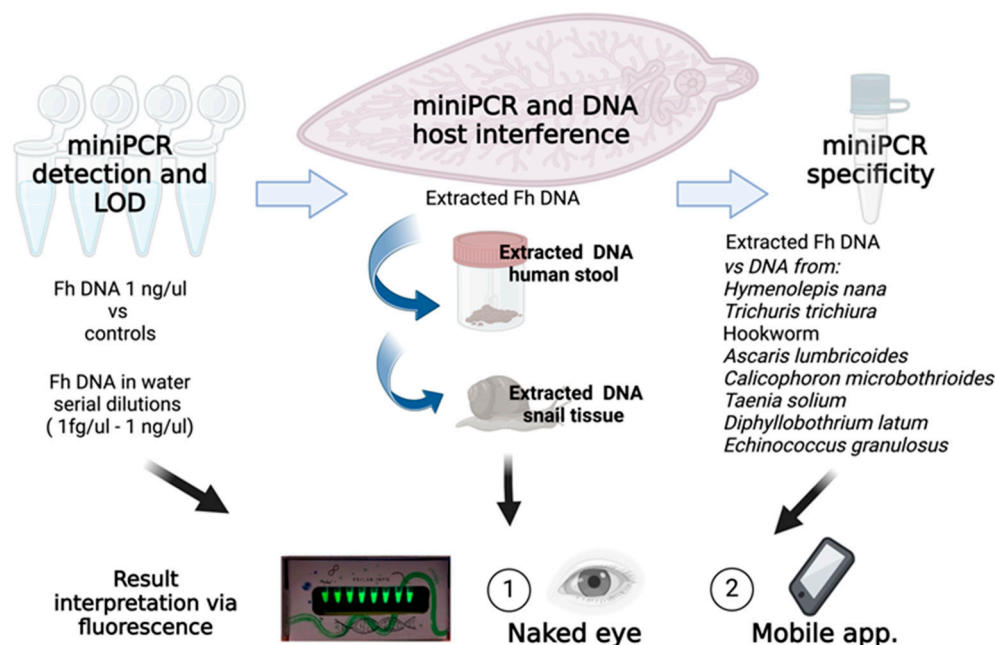 miniPCR
detection and
LOD
Fh DNA 1 ng/ul
vs
controls
Fh DNA in water
serial dilutions
( 1fg/ul - 1 ng/ul)
miniPCR and DNA
host interference
Extracted Fh DNA
Extracted DNA
human stool
Extracted DNA
snail tissue
miniPCR
specificity
Extracted Fh DNA
vs DNA from:
Hymenolepis nana
Trichuris trichiura
Hookworm
Ascaris lumbricoides
Calicophoron microbothrioides
Taenia solium
Diphyllobothrium latum
Echinococcus granulosus
Result
interpretation via
fluorescence
1
Naked eye
2
Mobile app.